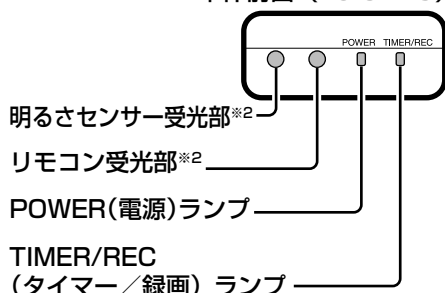 POWER TIMER/REC
明るさセンサー受光部※2
リモコン受光部※2
POWER(電源)ランプ
TIMER/REC
(タイマー/録画)ランプ